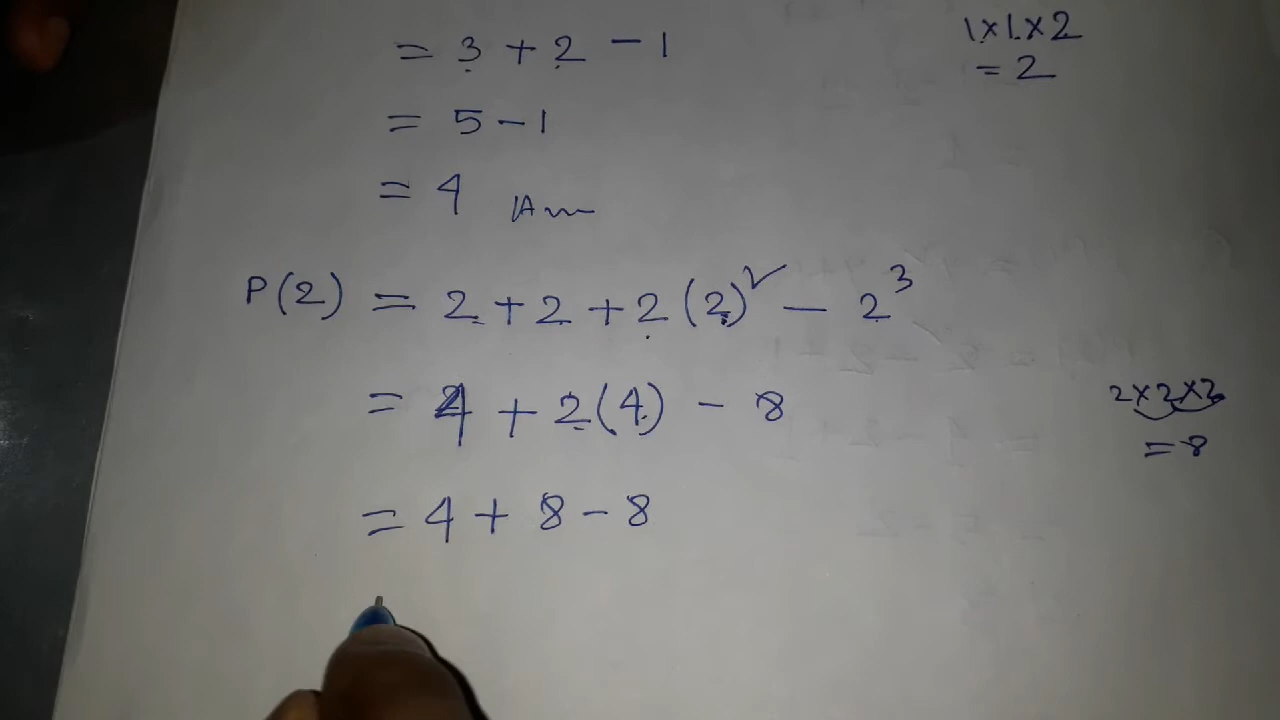 = 3 + 2 - 1
1×1×2
= 2
= 5 - 1
= 4 Ans
P(2) = 2 + 2 + 2(2)² - 2³
= 4 + 2(4) - 8
2×2×2
= 8
= 4 + 8 - 8